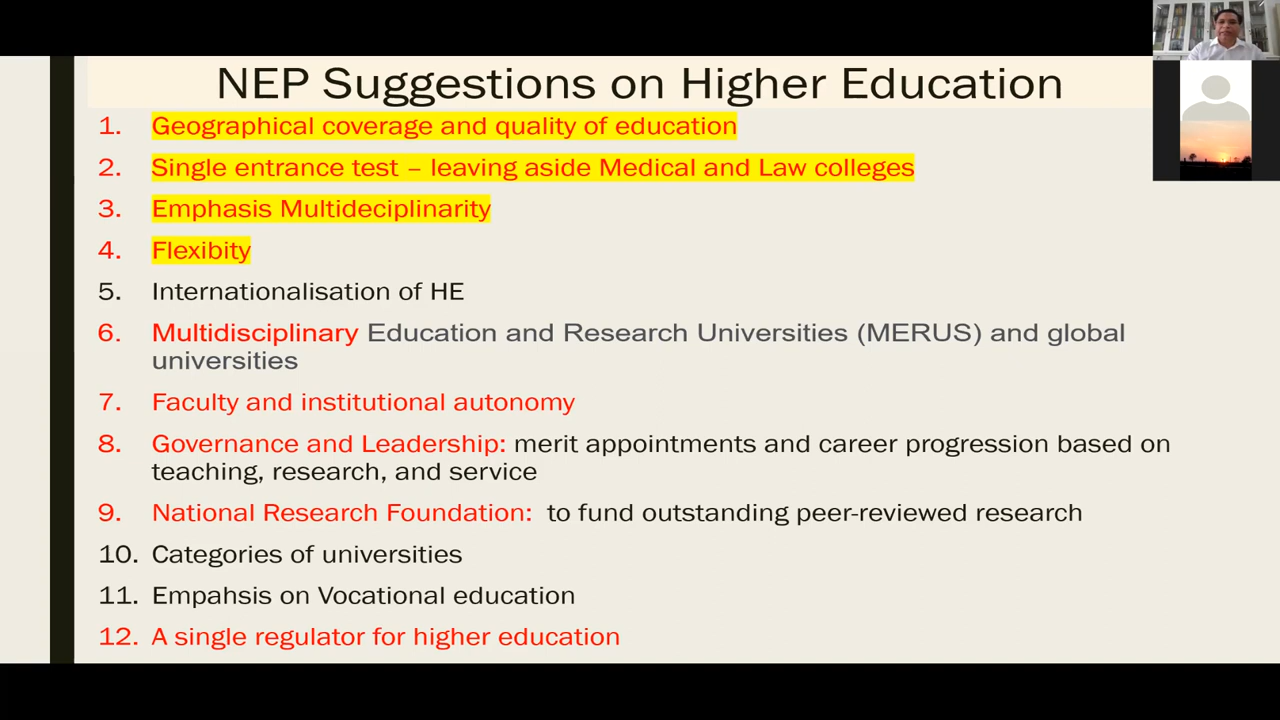 NEP Suggestions on Higher Education
1. Geographical coverage and quality of education
2. Single entrance test – leaving aside Medical and Law colleges
3. Emphasis Multideciplinarity
4. Flexibity
5. Internationalisation of HE
6. Multidisciplinary Education and Research Universities (MERUS) and global
universities
7. Faculty and institutional autonomy
8. Governance and Leadership: merit appointments and career progression based on
teaching, research, and service
9. National Research Foundation: to fund outstanding peer-reviewed research
10. Categories of universities
11. Empahsis on Vocational education
12. A single regulator for higher education